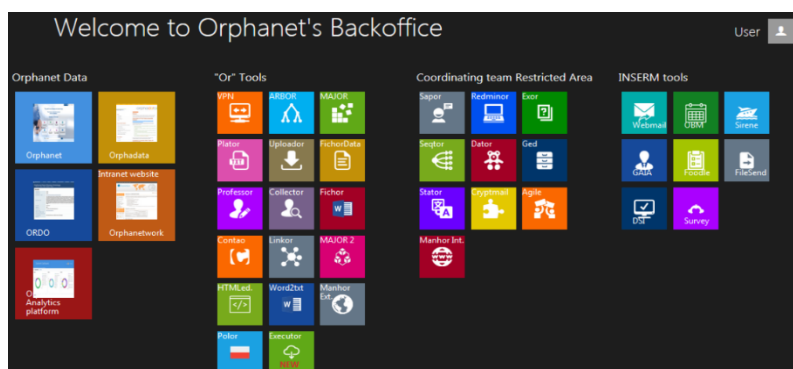 Welcome to Orphanet's Backoffice
User
Orphanet Data
Orphanet
Orphadata
Intranet website
ORDO
Orphanetwork
Analytics
platform
"Or" Tools
VPN
ARBOR
MAJOR
Plator
TXT
Uploador
FichorData
Professor
Collector
Fichor
Contao
Linkor
MAJOR 2
HTMLed.
Word2txt
Manhor
Ext.
Polor
Executor
NEW
Coordinating team Restricted Area
Sapor
Redminor
Exor
Seqtor
Dator
Ged
Stator
Cryptmail
Agile
Manhor Int.
INSERM tools
Webmail
OBM
Sirene
GAIA
Foodle
FileSend
DSI
Survey